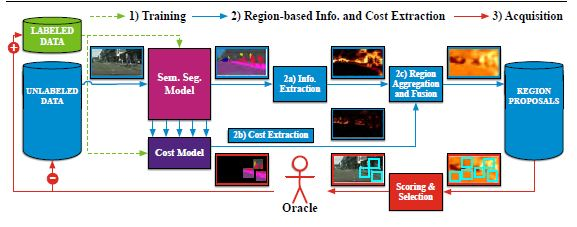 1) Training
2) Region-based Info. and Cost Extraction
3) Acquisition
LABELED
DATA
UNLABELED
DATA
Sem. Seg.
Model
2a) Info.
Extraction
2c) Region
Aggregation
and Fusion
REGION
PROPOSALS
2b) Cost Extraction
Cost Model
Oracle
Scoring &
Selection